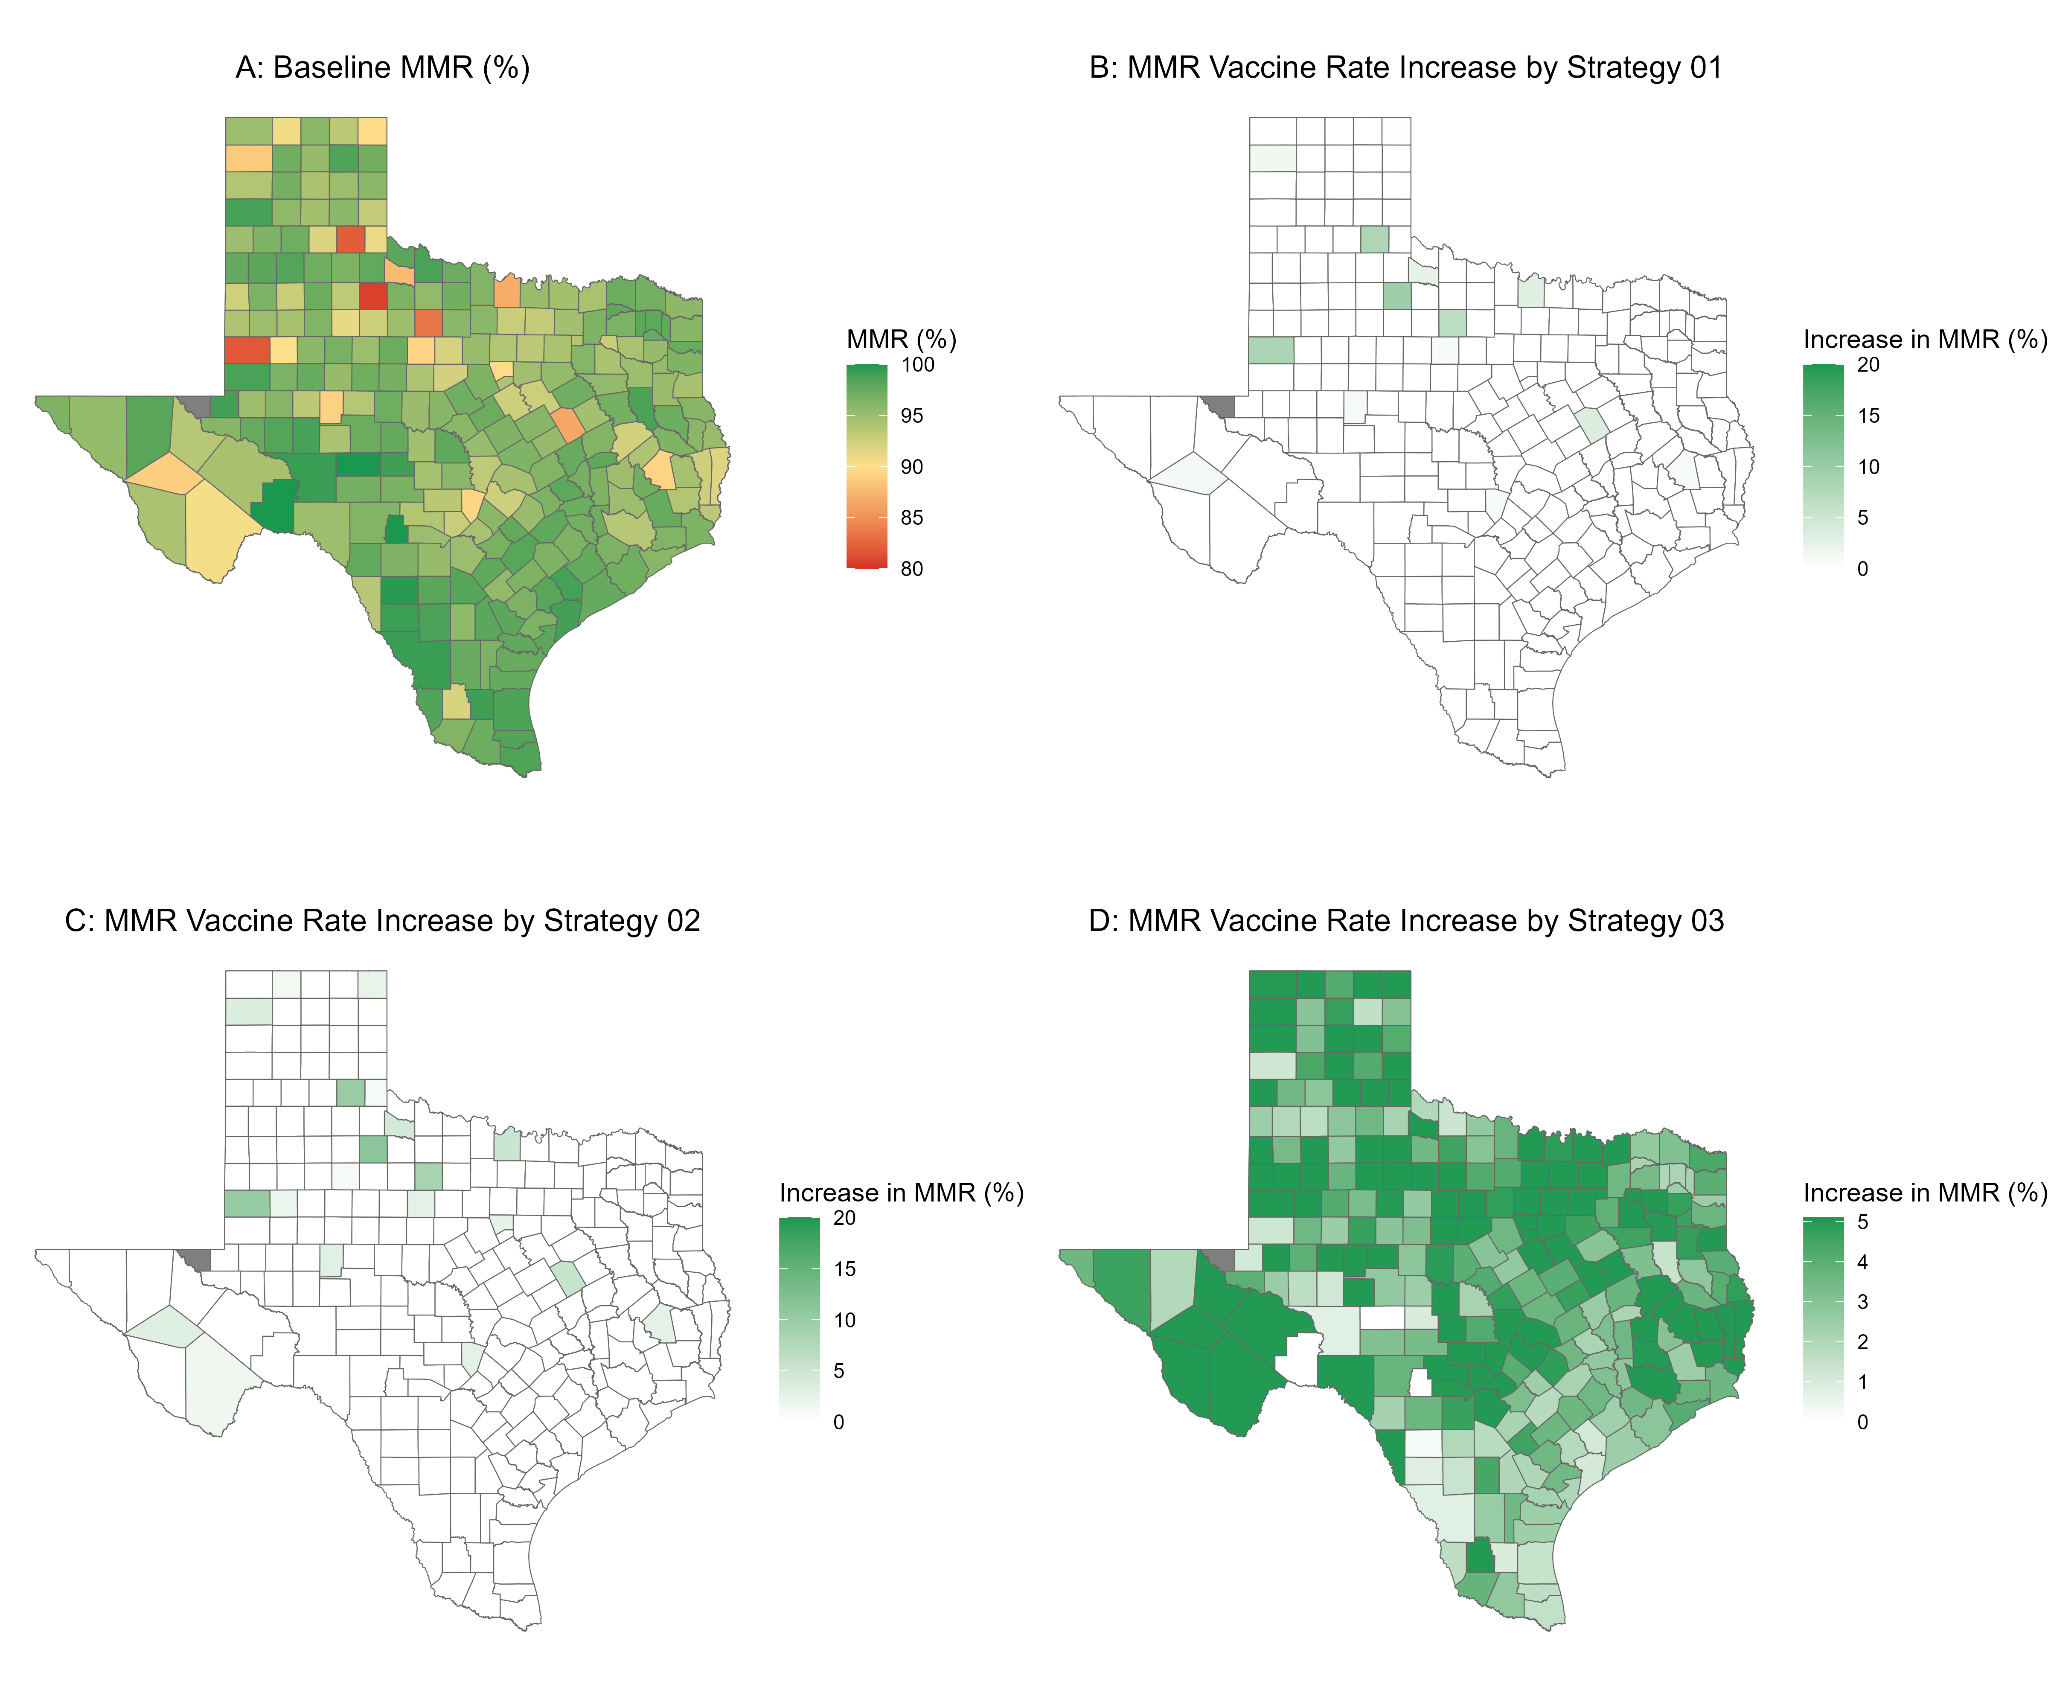 A: Baseline MMR (%)
MMR (%)
100
95
90
85
80
B: MMR Vaccine Rate Increase by Strategy 01
Increase in MMR (%)
20
15
10
5
0
C: MMR Vaccine Rate Increase by Strategy 02
Increase in MMR (%)
20
15
10
5
0
D: MMR Vaccine Rate Increase by Strategy 03
Increase in MMR (%)
5
4
3
2
1
0